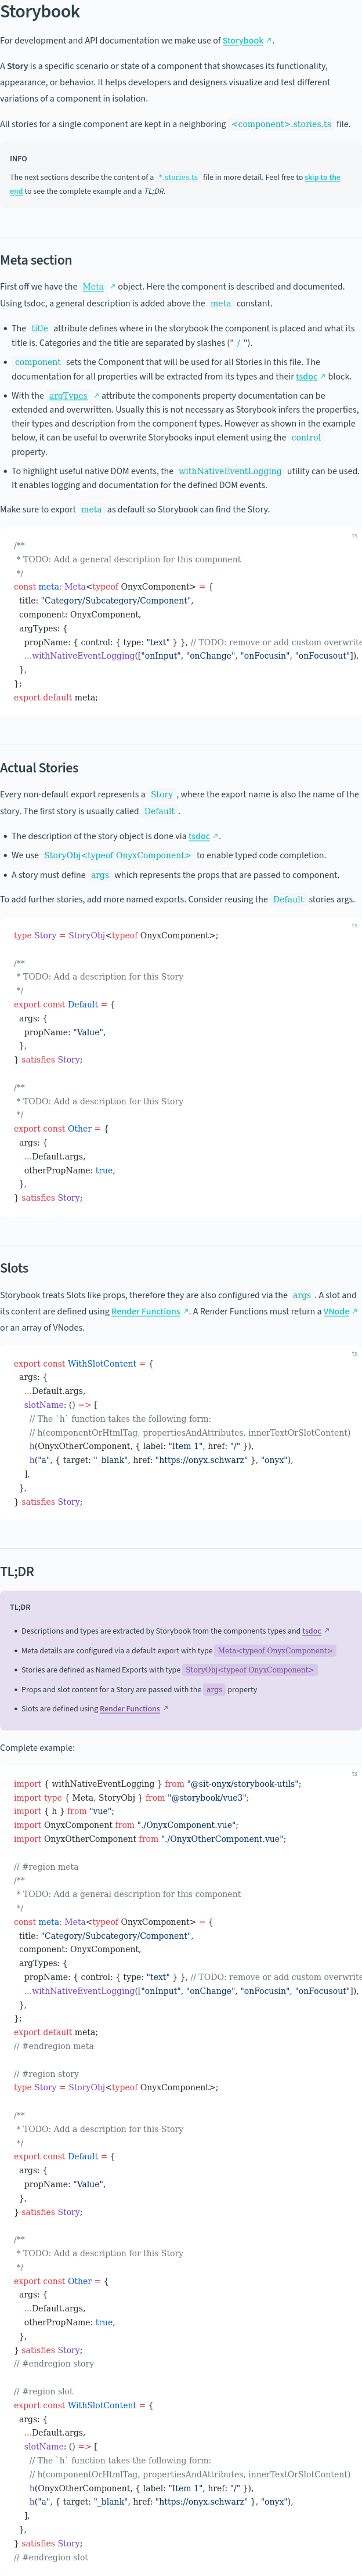 Storybook
For development and API documentation we make use of Storybook ↗.
A Story is a specific scenario or state of a component that showcases its functionality,
appearance, or behavior. It helps developers and designers visualize and test different
variations of a component in isolation.
All stories for a single component are kept in a neighboring <component>.stories.ts file.
INFO
The next sections describe the content of a *.stories.ts file in more detail. Feel free to skip to the
end to see the complete example and a TL;DR.
Meta section
First off we have the Meta ↗ object. Here the component is described and documented.
Using tsdoc, a general description is added above the meta constant.
• The title attribute defines where in the storybook the component is placed and what its
title is. Categories and the title are separated by slashes (" / ").
• component sets the Component that will be used for all Stories in this file. The
documentation for all properties will be extracted from its types and their tsdoc ↗ block.
• With the argTypes ↗ attribute the components property documentation can be
extended and overwritten. Usually this is not necessary as Storybook infers the properties,
their types and description from the component types. However as shown in the example
below, it can be useful to overwrite Storybooks input element using the control
property.
• To highlight useful native DOM events, the withNativeEventLogging utility can be used.
It enables logging and documentation for the defined DOM events.
Make sure to export meta as default so Storybook can find the Story.
ts
/**
 * TODO: Add a general description for this component
 */
const meta: Meta<typeof OnyxComponent> = {
  title: "Category/Subcategory/Component",
  component: OnyxComponent,
  argTypes: {
    propName: { control: { type: "text" } }, // TODO: remove or add custom overwrite
    ...withNativeEventLogging(["onInput", "onChange", "onFocusin", "onFocusout"]),
  },
};
export default meta;
Actual Stories
Every non-default export represents a Story , where the export name is also the name of the
story. The first story is usually called Default .
• The description of the story object is done via tsdoc ↗.
• We use StoryObj<typeof OnyxComponent> to enable typed code completion.
• A story must define args which represents the props that are passed to component.
To add further stories, add more named exports. Consider reusing the Default stories args.
ts
type Story = StoryObj<typeof OnyxComponent>;
/**
 * TODO: Add a description for this Story
 */
export const Default = {
  args: {
    propName: "Value",
  },
} satisfies Story;
/**
 * TODO: Add a description for this Story
 */
export const Other = {
  args: {
    ...Default.args,
    otherPropName: true,
  },
} satisfies Story;
Slots
Storybook treats Slots like props, therefore they are also configured via the args . A slot and
its content are defined using Render Functions ↗. A Render Functions must return a VNode ↗
or an array of VNodes.
ts
export const WithSlotContent = {
  args: {
    ...Default.args,
    slotName: () => [
      // The `h` function takes the following form:
      // h(componentOrHtmlTag, propertiesAndAttributes, innerTextOrSlotContent)
      h(OnyxOtherComponent, { label: "Item 1", href: "/" }),
      h("a", { target: "_blank", href: "https://onyx.schwarz" }, "onyx"),
    ],
  },
} satisfies Story;
TL;DR
TL;DR
• Descriptions and types are extracted by Storybook from the components types and tsdoc ↗
• Meta details are configured via a default export with type Meta<typeof OnyxComponent>
• Stories are defined as Named Exports with type StoryObj<typeof OnyxComponent>
• Props and slot content for a Story are passed with the args property
• Slots are defined using Render Functions ↗
Complete example:
ts
import { withNativeEventLogging } from "@sit-onyx/storybook-utils";
import type { Meta, StoryObj } from "@storybook/vue3";
import { h } from "vue";
import OnyxComponent from "./OnyxComponent.vue";
import OnyxOtherComponent from "./OnyxOtherComponent.vue";
// #region meta
/**
 * TODO: Add a general description for this component
 */
const meta: Meta<typeof OnyxComponent> = {
  title: "Category/Subcategory/Component",
  component: OnyxComponent,
  argTypes: {
    propName: { control: { type: "text" } }, // TODO: remove or add custom overwrite
    ...withNativeEventLogging(["onInput", "onChange", "onFocusin", "onFocusout"]),
  },
};
export default meta;
// #endregion meta
// #region story
type Story = StoryObj<typeof OnyxComponent>;
/**
 * TODO: Add a description for this Story
 */
export const Default = {
  args: {
    propName: "Value",
  },
} satisfies Story;
/**
 * TODO: Add a description for this Story
 */
export const Other = {
  args: {
    ...Default.args,
    otherPropName: true,
  },
} satisfies Story;
// #endregion story
// #region slot
export const WithSlotContent = {
  args: {
    ...Default.args,
    slotName: () => [
      // The `h` function takes the following form:
      // h(componentOrHtmlTag, propertiesAndAttributes, innerTextOrSlotContent)
      h(OnyxOtherComponent, { label: "Item 1", href: "/" }),
      h("a", { target: "_blank", href: "https://onyx.schwarz" }, "onyx"),
    ],
  },
} satisfies Story;
// #endregion slot